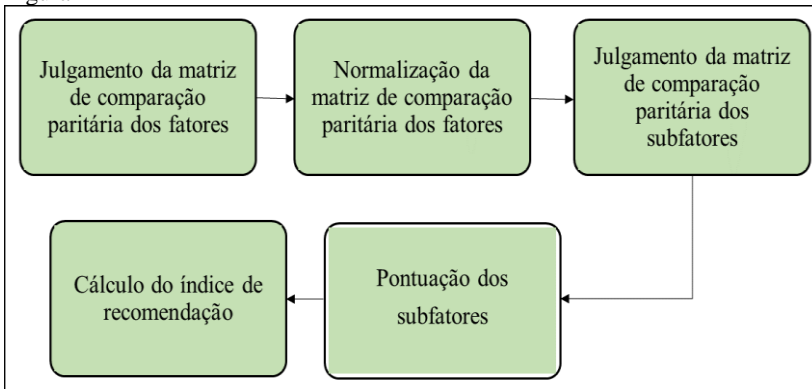 Julgamento da matriz
de comparação
paritária dos fatores
Normalização da
matriz de comparação
paritária dos fatores
Julgamento da matriz
de comparação
paritária dos
subfatores
Pontuação dos
subfatores
Cálculo do índice de
recomendação